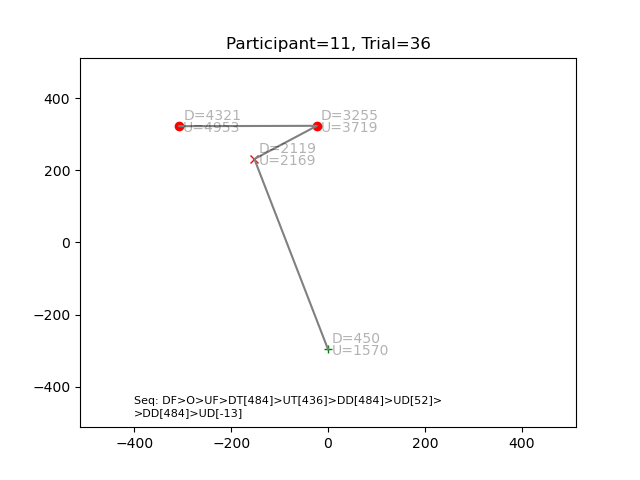 Participant=11, Trial=36
400
200
0
−200
−400
D=4321
U=4953
D=3255
U=3719
D=2119
U=2169
D=450
U=1570
Seq: DF>O>UF>DT[484]>UT[436]>DD[484]>UD[52]>
>DD[484]>UD[-13]
−400
−200
0
200
400